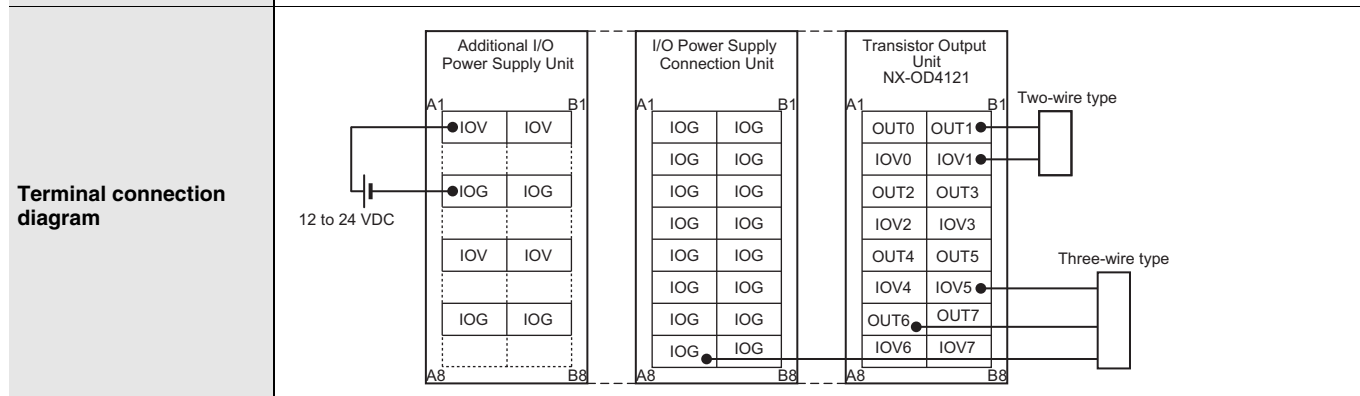 Terminal connection
diagram
Additional I/O
Power Supply Unit
A1
B1
IOV IOV
IOG IOG
IOV IOV
IOG IOG
A8
B8
12 to 24 VDC
I/O Power Supply
Connection Unit
A1
B1
IOG IOG
IOG IOG
IOG IOG
IOG IOG
IOG IOG
IOG IOG
IOG IOG
IOG IOG
A8
B8
Transistor Output
Unit
NX-OD4121
A1
B1
OUT0 OUT1
IOV0 IOV1
OUT2 OUT3
IOV2 IOV3
OUT4 OUT5
IOV4 IOV5
OUT6 OUT7
IOV6 IOV7
A8
B8
Two-wire type
Three-wire type